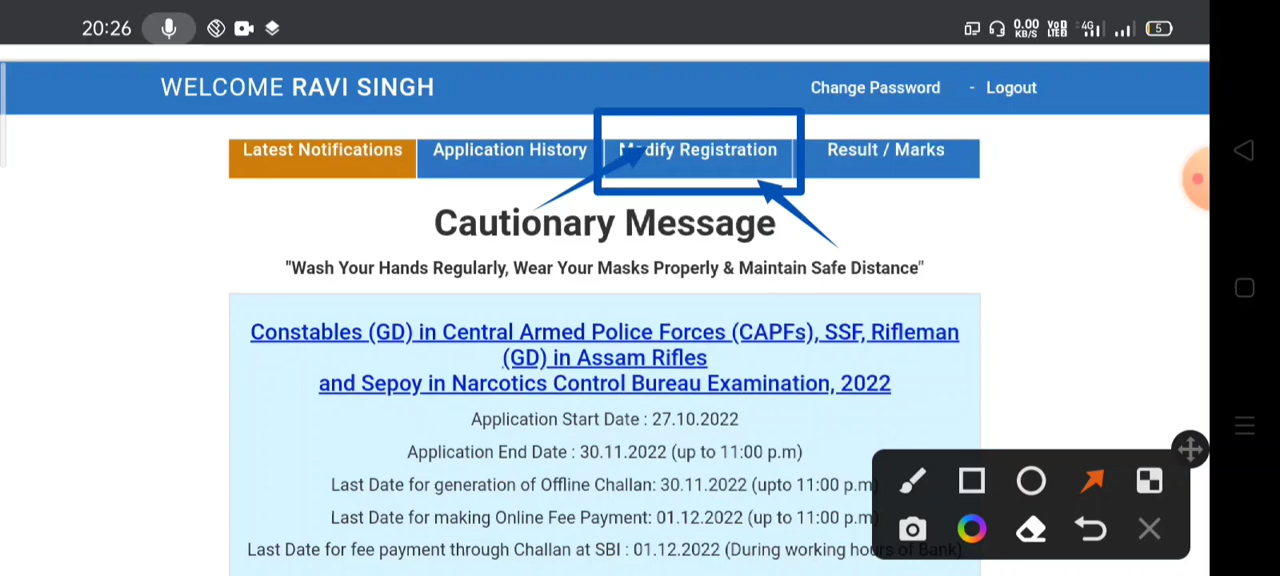 20:26
0.00
KB/S
VoD
LTE2
4G
5
WELCOME RAVI SINGH
Change Password - Logout
Latest Notifications
Application History
Modify Registration
Result / Marks
Cautionary Message
"Wash Your Hands Regularly, Wear Your Masks Properly & Maintain Safe Distance"
Constables (GD) in Central Armed Police Forces (CAPFs), SSF, Rifleman
(GD) in Assam Rifles
and Sepoy in Narcotics Control Bureau Examination, 2022
Application Start Date : 27.10.2022
Application End Date : 30.11.2022 (up to 11:00 p.m)
Last Date for generation of Offline Challan: 30.11.2022 (upto 11:00 p.m
Last Date for making Online Fee Payment: 01.12.2022 (up to 11:00 p.m
Last Date for fee payment through Challan at SBI : 01.12.2022 (During working hours of Bank)